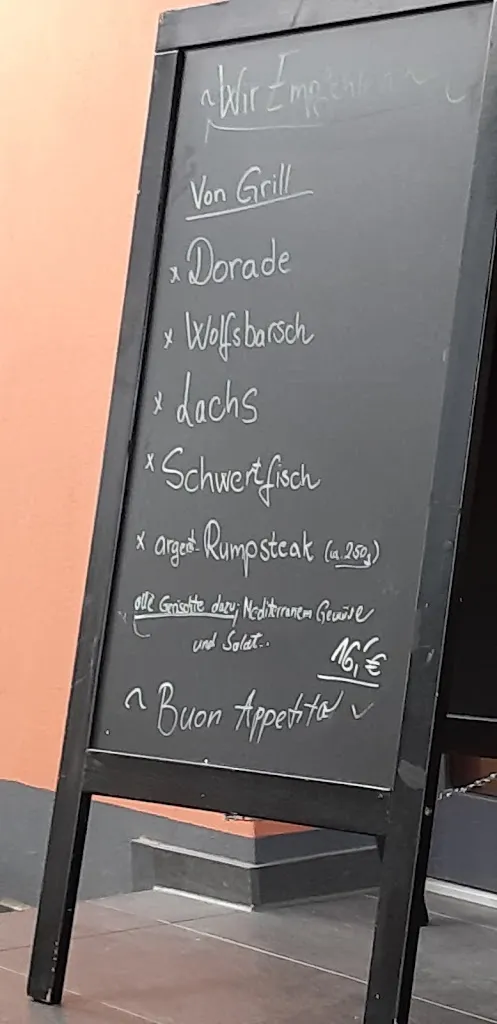 ~ Wir Empfehlen ~
Von Grill
x Dorade
x Wolfsbarsch
x Lachs
x Schwertfisch
x argent. Rumpsteak (ca. 250g)
alle Gerichte dazu, Mediterranem Gemüse
und Salat..
16,-€
~ Buon Appetito ~